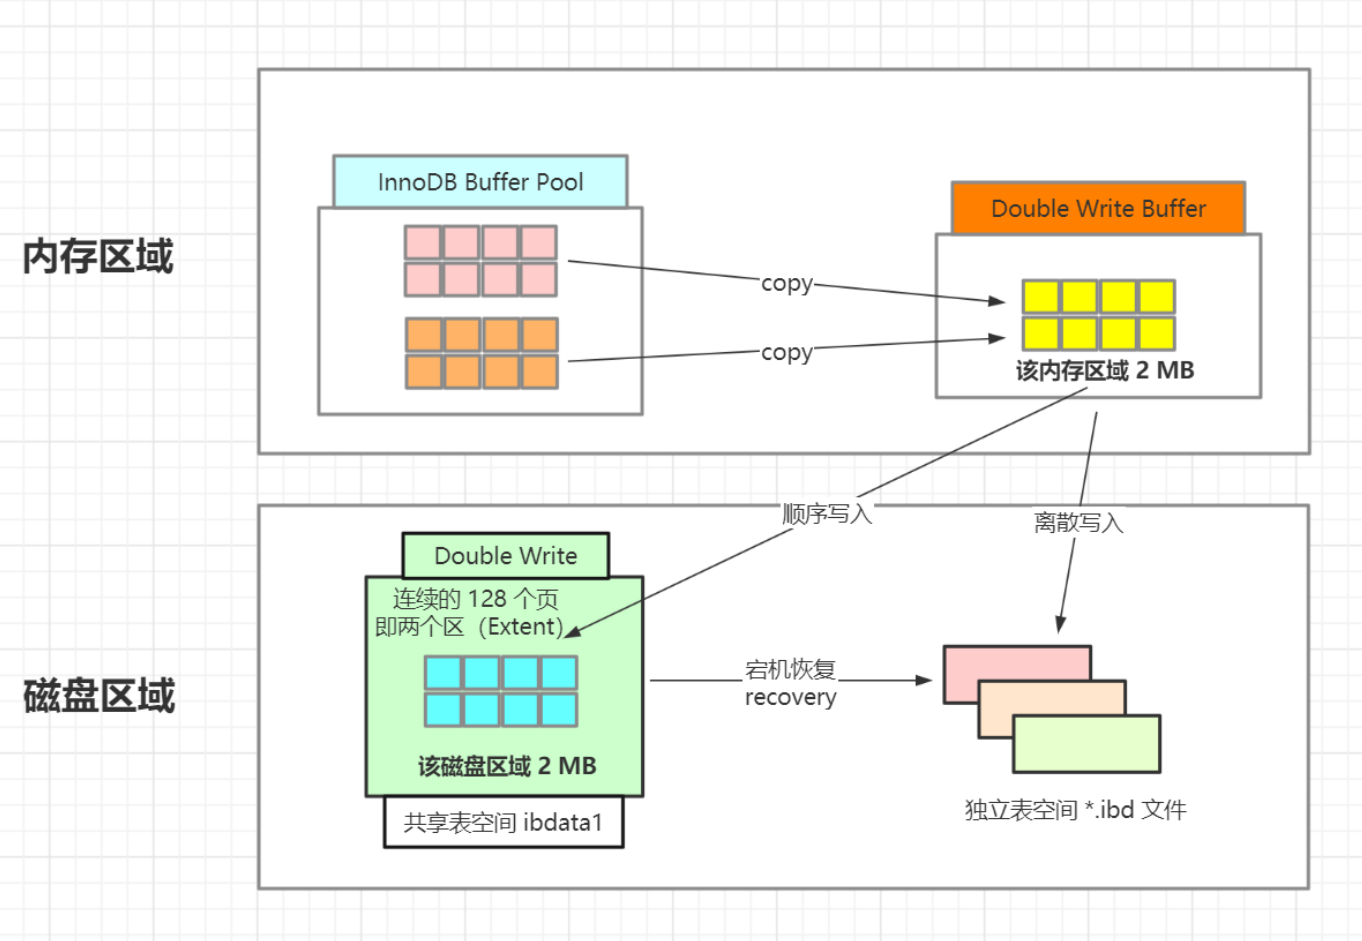 InnoDB Buffer Pool
Double Write Buffer
内存区域
copy
copy
该内存区域 2 MB
顺序写入
离散写入
Double Write
连续的 128 个页
即两个区（Extent）
宕机恢复
recovery
磁盘区域
该磁盘区域 2 MB
独立表空间 *.ibd 文件
共享表空间 ibdata1